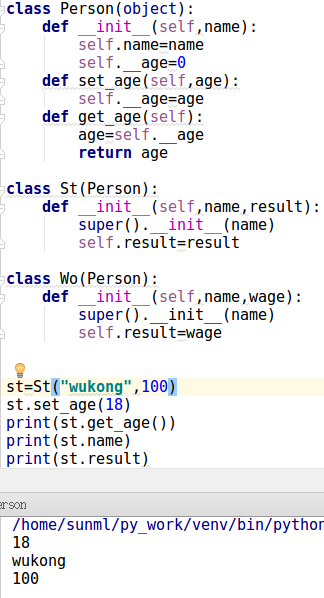 class Person(object):
    def __init__(self,name):
        self.name=name
        self.__age=0
    def set_age(self,age):
        self.__age=age
    def get_age(self):
        age=self.__age
        return age
class St(Person):
    def __init__(self,name,result):
        super().__init__(name)
        self.result=result
class Wo(Person):
    def __init__(self,name,wage):
        super().__init__(name)
        self.result=wage
st=St("wukong",100)
st.set_age(18)
print(st.get_age())
print(st.name)
print(st.result)
erson
/home/sunml/py_work/venv/bin/python
18
wukong
100